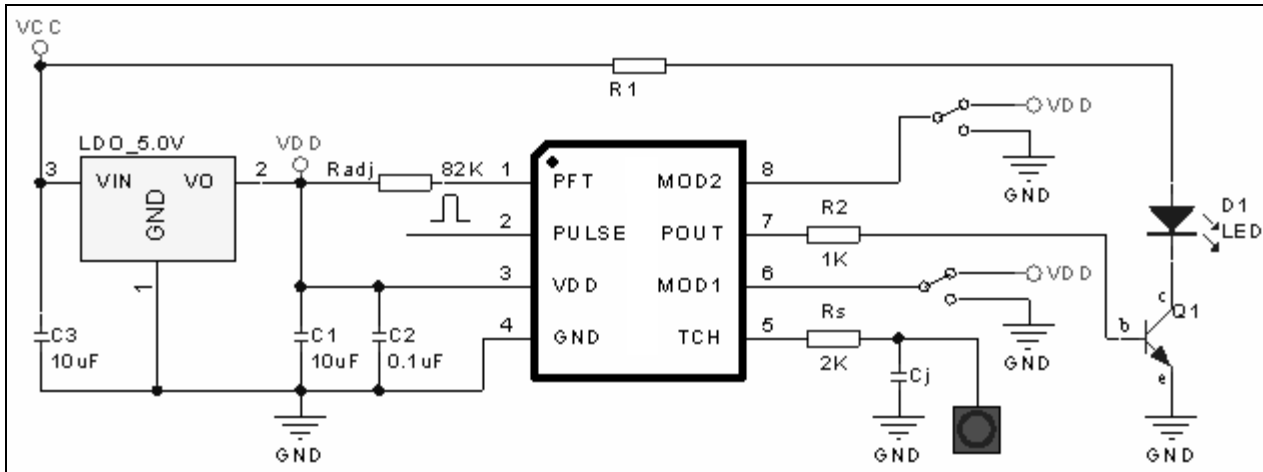 VCC
R1
VDD
LDO_5.0V
VDD
3
VIN
VO
2
Radj
82K
1
PFT
MOD2
8
GND
GND
D1
LED
2
PULSE
POUT
7
R2
1K
VDD
3
VDD
MOD1
6
1
c
Q1
b
e
C3
10uF
C1
10uF
C2
0.1uF
4
GND
TCH
5
Rs
2K
GND
Cj
GND
GND
GND